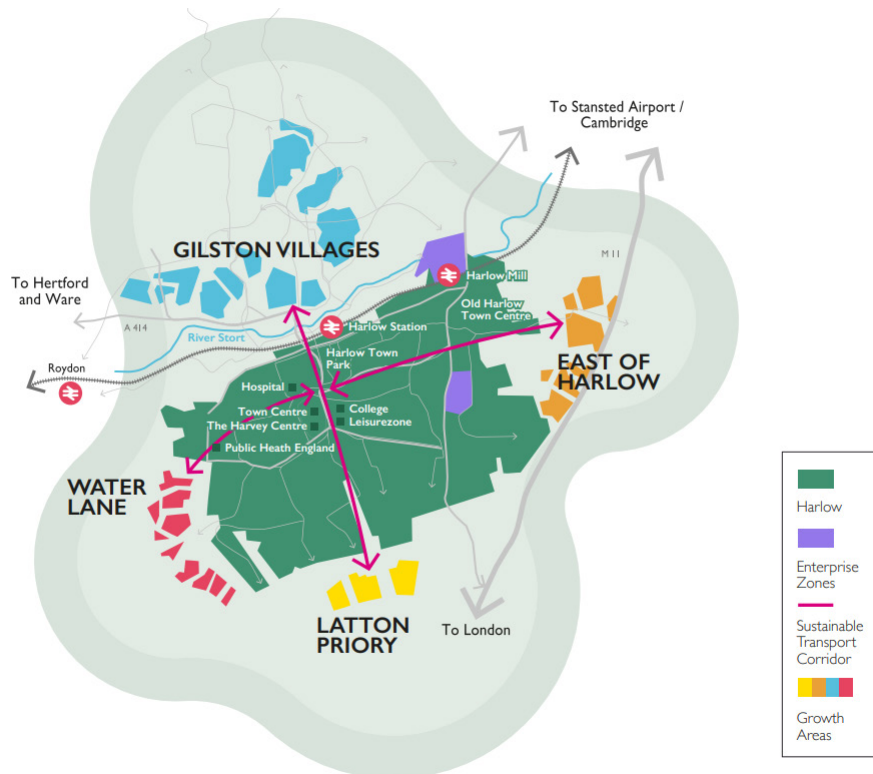 To Stansted Airport /
Cambridge
GILSTON VILLAGES
M 11
To Hertford
and Ware
Harlow Mill
Old Harlow
Town Centre
A 414
River Stort
Harlow Station
Roydon
Harlow Town
Park
EAST OF
HARLOW
Hospital
Town Centre
College
The Harvey Centre
Leisurezone
Public Heath England
WATER
LANE
LATTON
PRIORY
To London
Harlow
Enterprise
Zones
Sustainable
Transport
Corridor
Growth
Areas